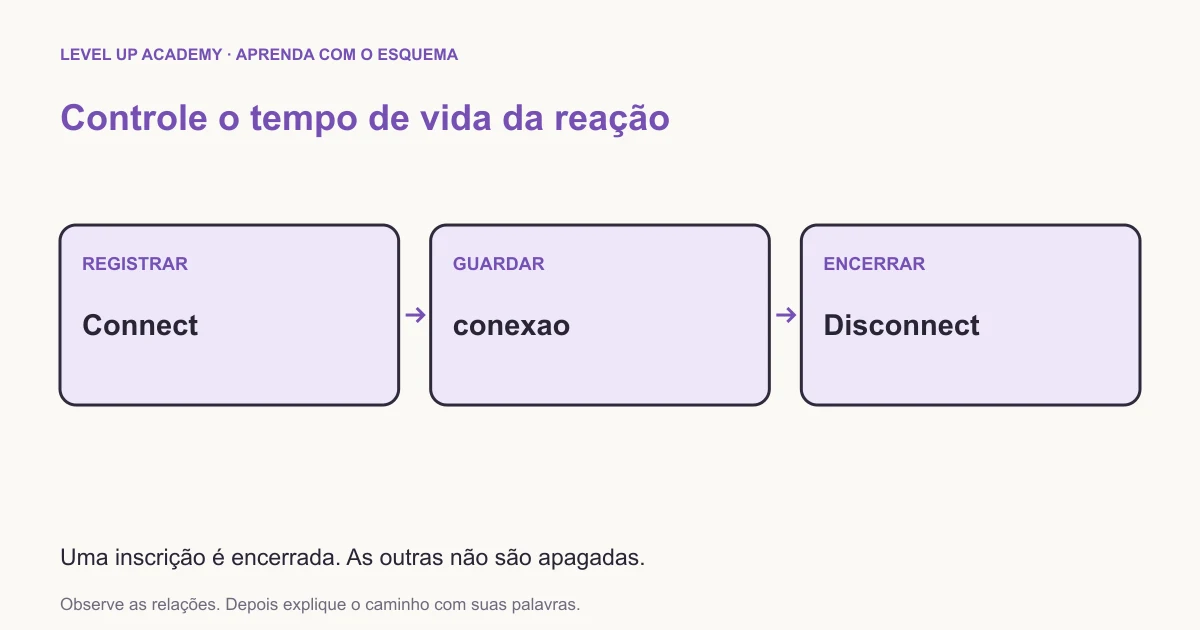 LEVEL UP ACADEMY · APRENDA COM O ESQUEMA
Controle o tempo de vida da reação
REGISTRAR
Connect
GUARDAR
conexao
ENCERRAR
Disconnect
Uma inscrição é encerrada. As outras não são apagadas.
Observe as relações. Depois explique o caminho com suas palavras.